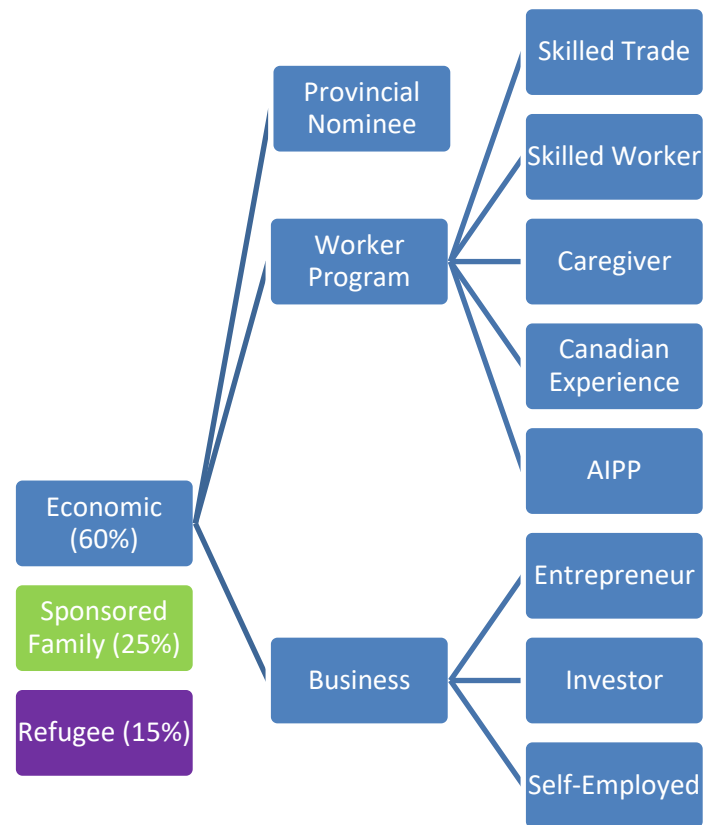 Economic
(60%)
Sponsored
Family (25%)
Refugee (15%)
Provincial
Nominee
Worker
Program
Business
Skilled Trade
Skilled Worker
Caregiver
Canadian
Experience
AIPP
Entrepreneur
Investor
Self-Employed